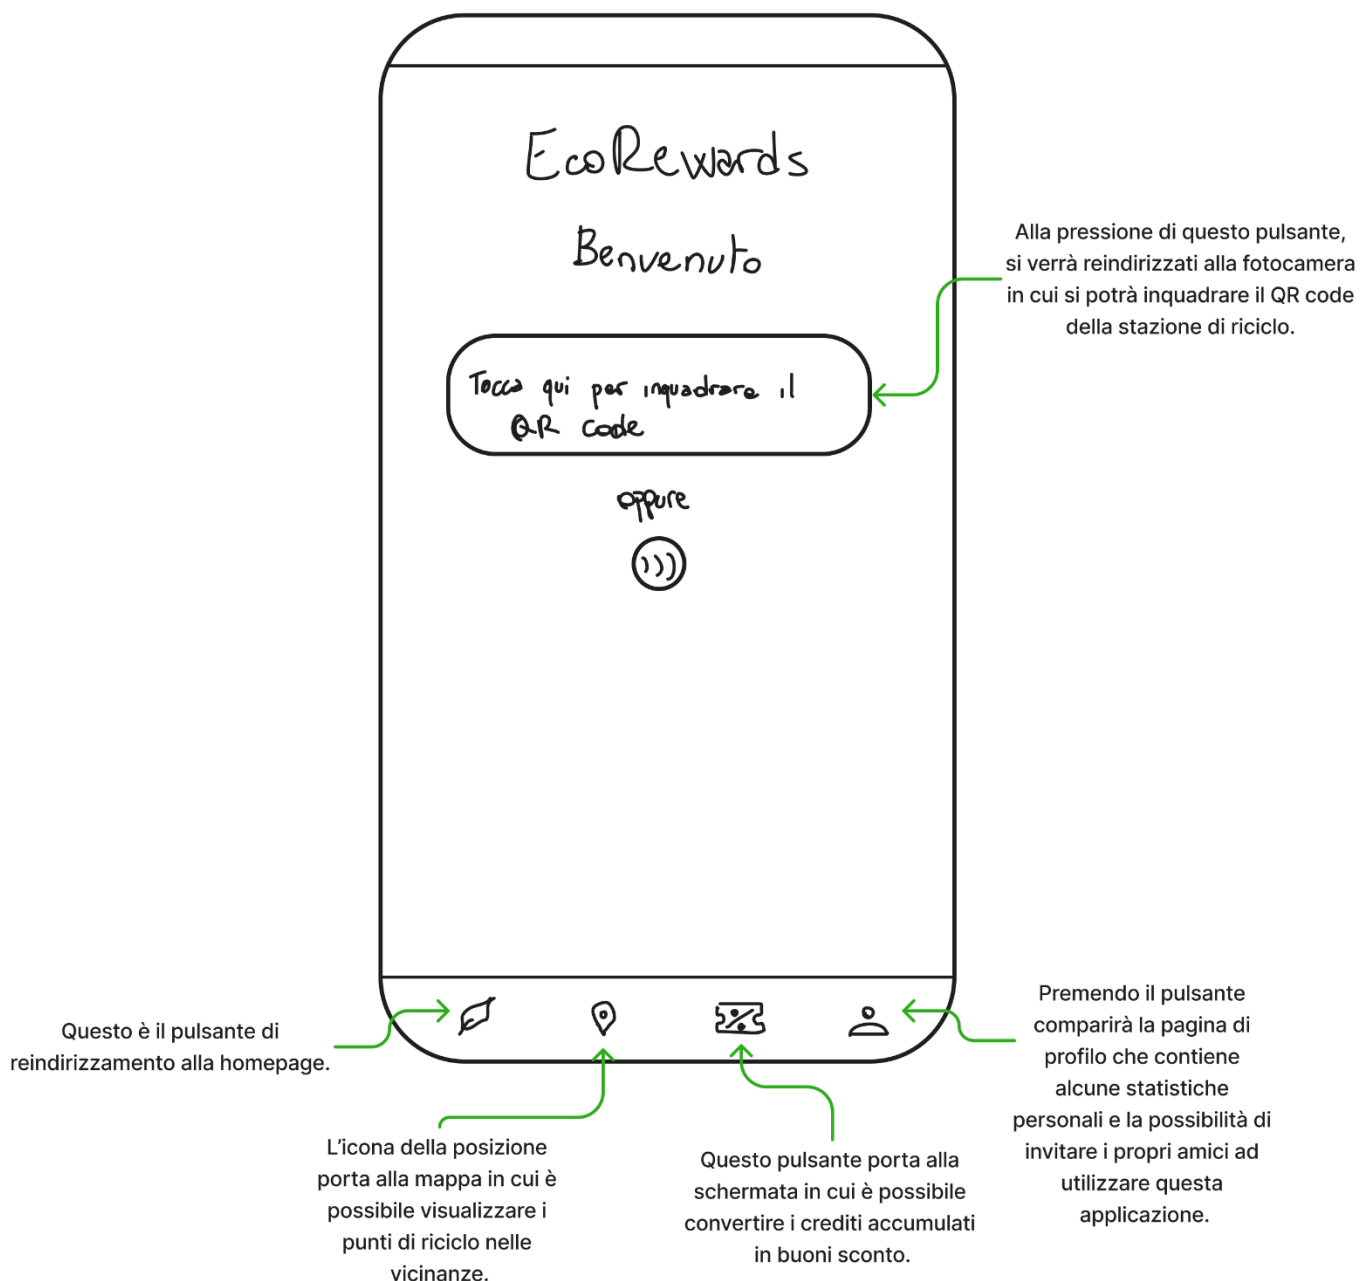 EcoRewards
Benvenuto
Tocca qui per inquadrare il
QR code
oppure
Alla pressione di questo pulsante,
si verrà reindirizzati alla fotocamera
in cui si potrà inquadrare il QR code
della stazione di riciclo.
Questo è il pulsante di
reindirizzamento alla homepage.
L'icona della posizione
porta alla mappa in cui è
possibile visualizzare i
punti di riciclo nelle
vicinanze.
Questo pulsante porta alla
schermata in cui è possibile
convertire i crediti accumulati
in buoni sconto.
Premendo il pulsante
comparirà la pagina di
profilo che contiene
alcune statistiche
personali e la possibilità di
invitare i propri amici ad
utilizzare questa
applicazione.